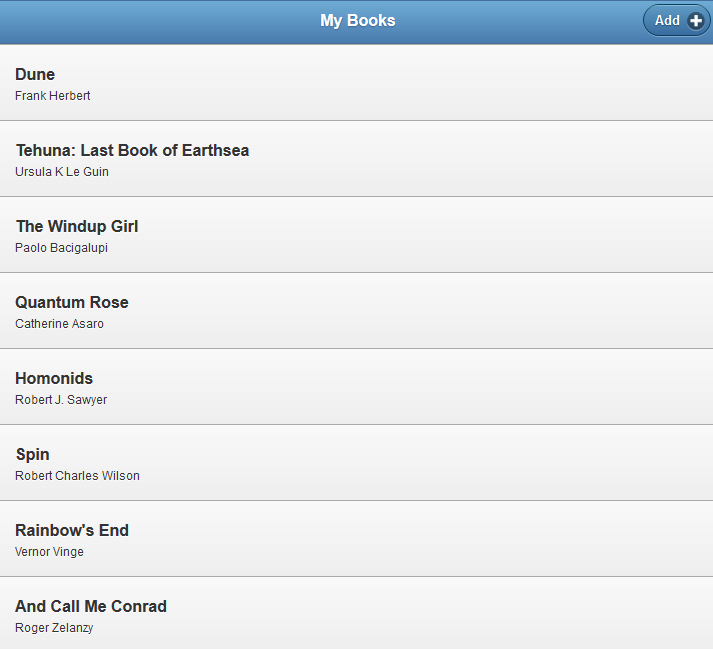 My Books
Add
Dune
Frank Herbert
Tehuna: Last Book of Earthsea
Ursula K Le Guin
The Windup Girl
Paolo Bacigalupi
Quantum Rose
Catherine Asaro
Homonids
Robert J. Sawyer
Spin
Robert Charles Wilson
Rainbow's End
Vernor Vinge
And Call Me Conrad
Roger Zelanzy